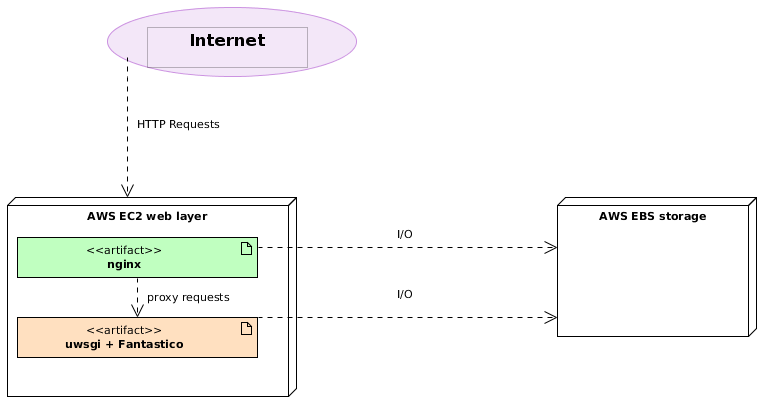 Internet
HTTP Requests
AWS EC2 web layer
AWS EBS storage
<<artifact>>
nginx
I/O
proxy requests
I/O
<<artifact>>
uwsgi + Fantastico